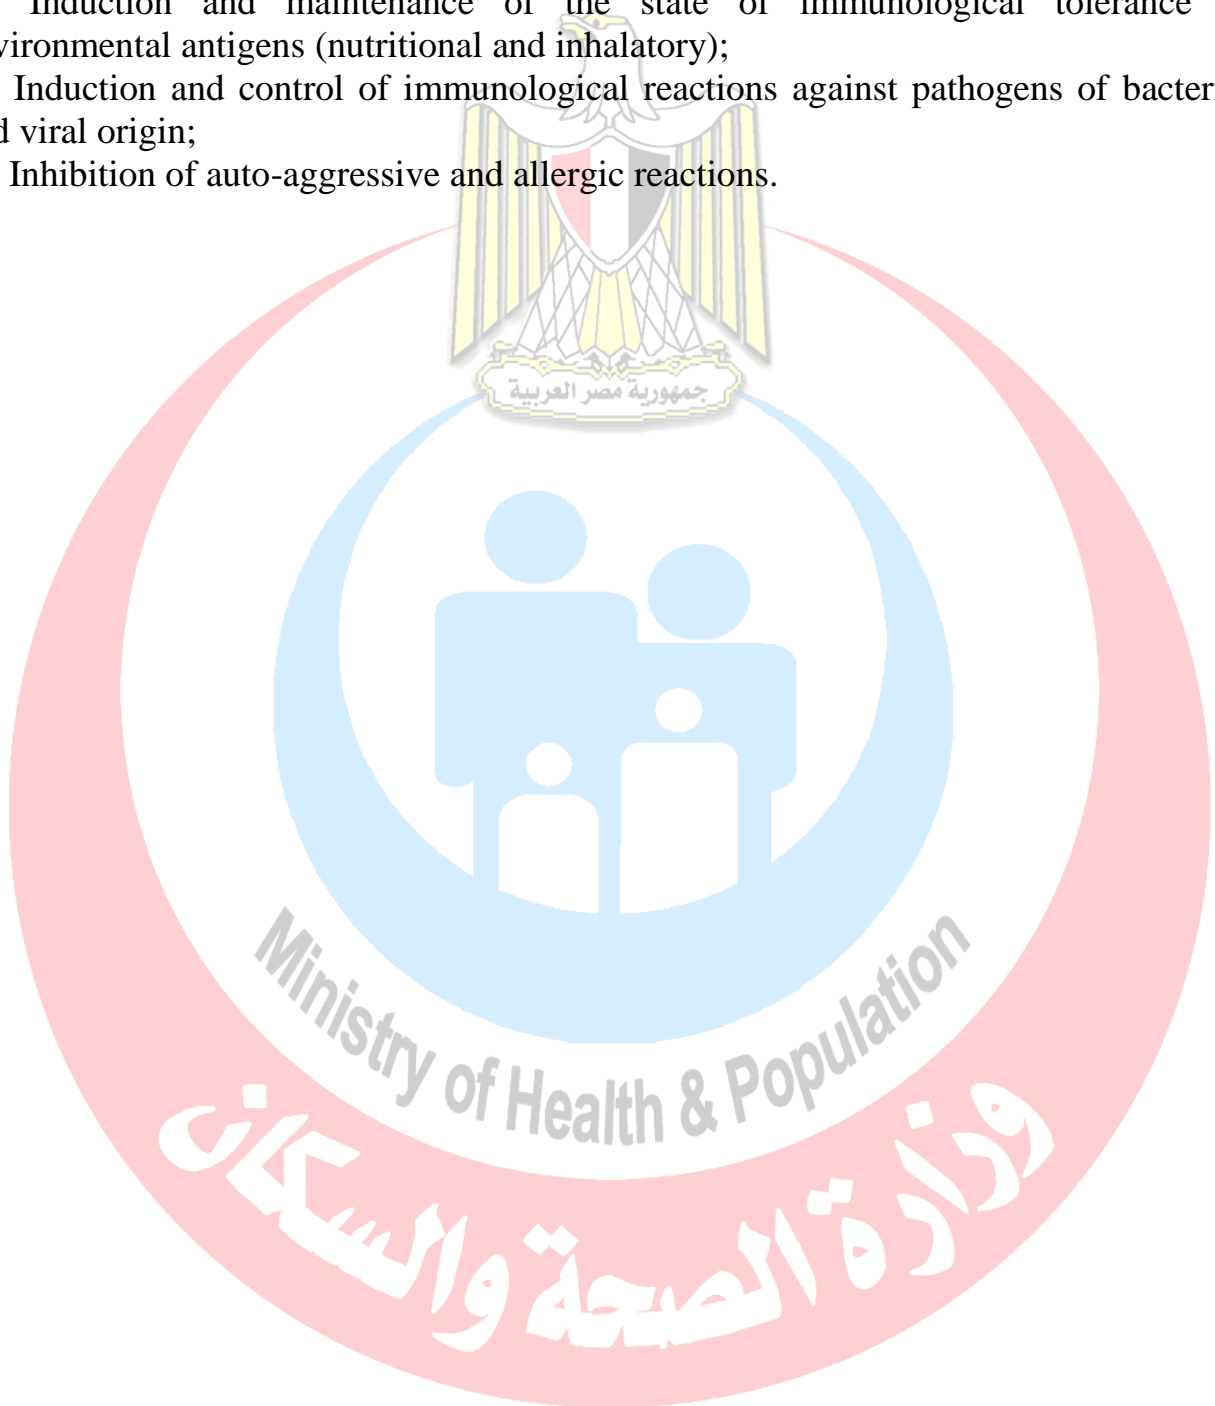 Induction and maintenance of the state of immunological tolerance
vironmental antigens (nutritional and inhalatory);
Induction and control of immunological reactions against pathogens of bacteri
d viral origin;
Inhibition of auto-aggressive and allergic reactions.
جمهورية مصر العربية
Ministry of Health & Population
وزارة الصحة والسكان